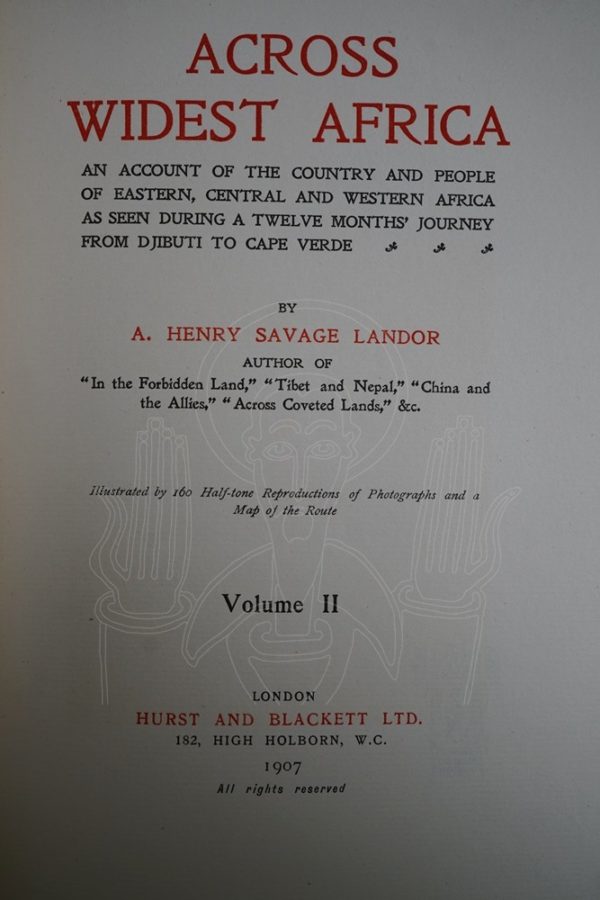 ACROSS
WIDEST AFRICA
AN ACCOUNT OF THE COUNTRY AND PEOPLE
OF EASTERN, CENTRAL AND WESTERN AFRICA
AS SEEN DURING A TWELVE MONTHS' JOURNEY
FROM DJIBUTI TO CAPE VERDE
BY
A. HENRY SAVAGE LANDOR
AUTHOR OF
"In the Forbidden Land," "Tibet and Nepal," "China and
the Allies," "Across Coveted Lands," &c.
Illustrated by 160 Half-tone Reproductions of Photographs and a
Map of the Route
Volume II
LONDON
HURST AND BLACKETT LTD.
182, HIGH HOLBORN, W.C.
1907
All rights reserved